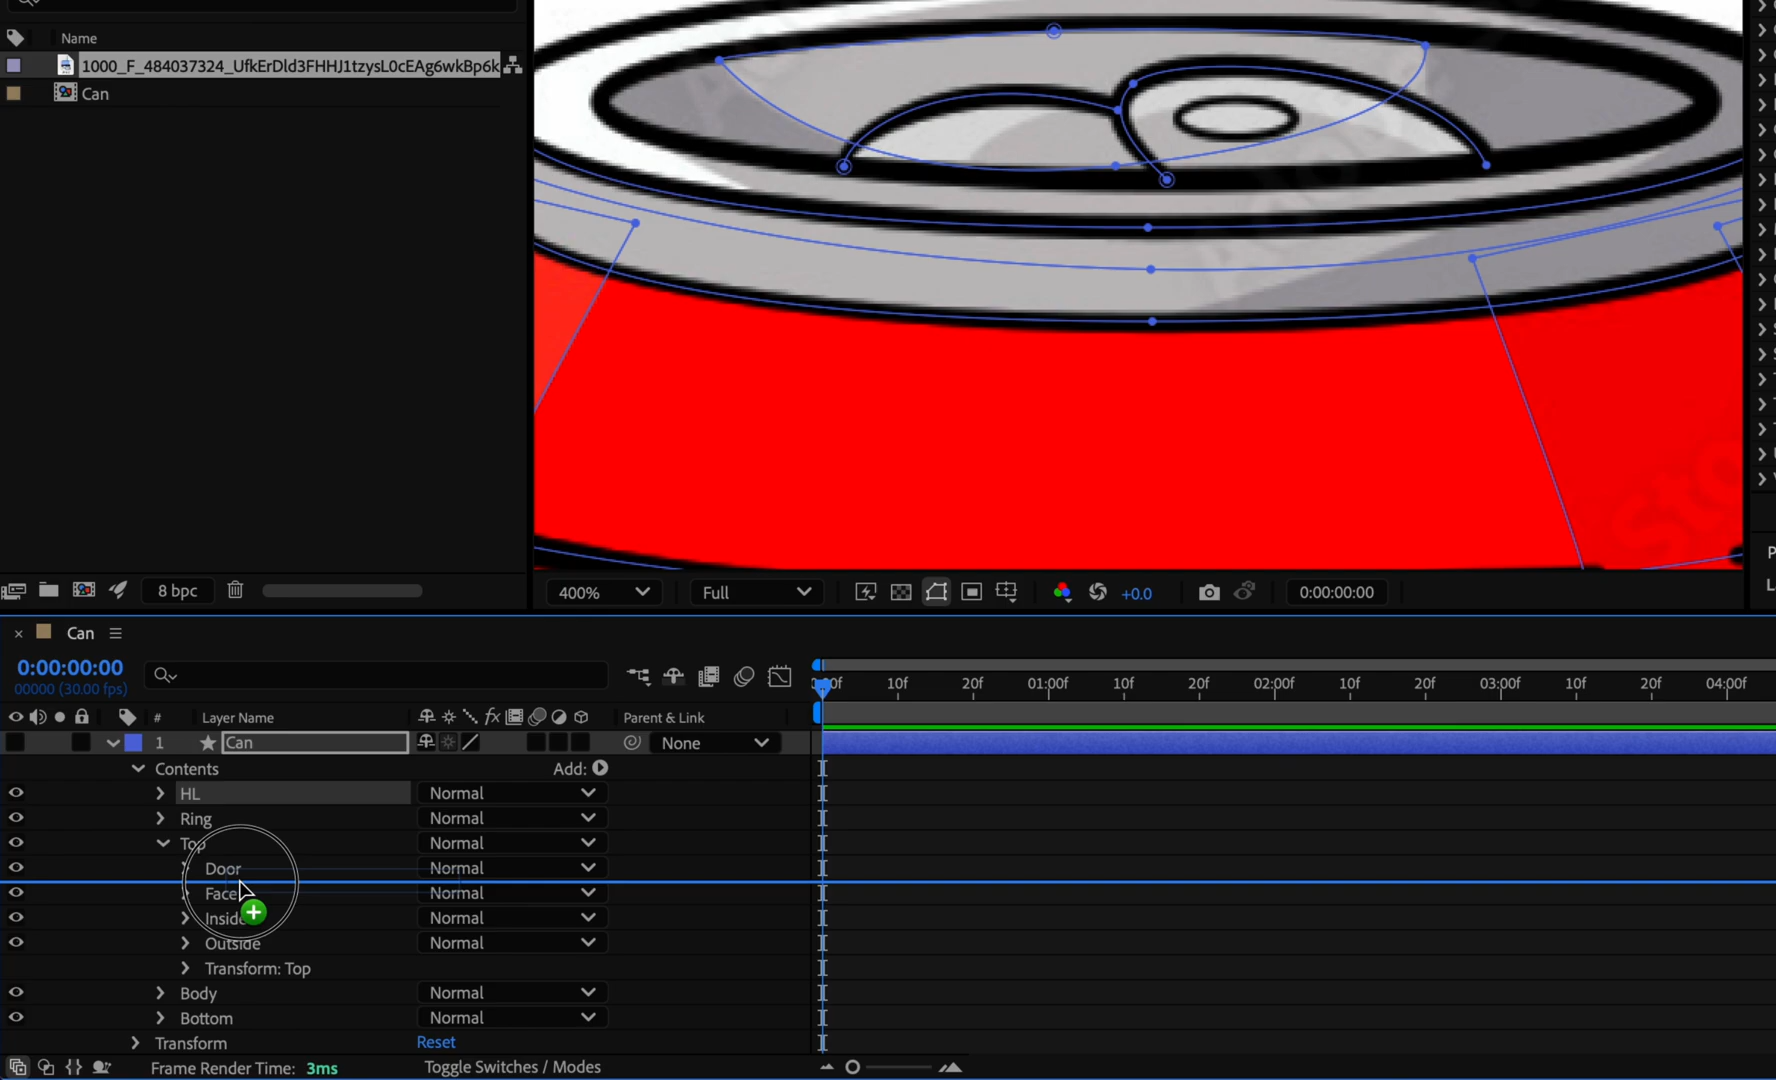 Name
1000_F_484037324_UfkErDld3FHHJ1tzysL0cEAg6wkBp6k
Can
8 bpc
400%
Full
+0.0
0:00:00:00
Can
0:00:00:00
00000 (30.00 fps)
10f
20f
01:00f
10f
20f
02:00f
10f
20f
03:00f
10f
20f
04:00f
#
Layer Name
Parent & Link
1
Can
None
Contents
Add:
HL
Normal
Ring
Normal
Top
Normal
Door
Normal
Face
Normal
Inside
Normal
Outside
Normal
Transform: Top
Body
Normal
Bottom
Normal
Transform
Reset
Frame Render Time: 3ms
Toggle Switches / Modes